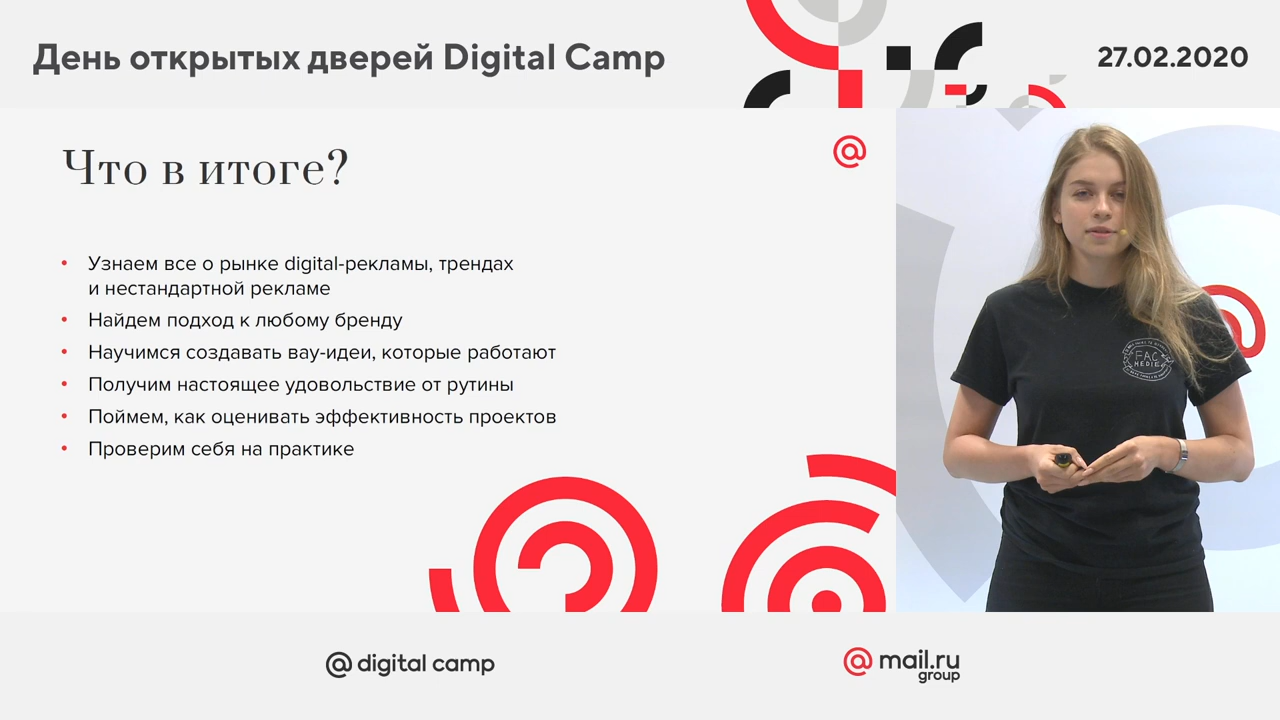 День открытых дверей Digital Camp
27.02.2020
Что в итоге?
@
• Узнаем все о рынке digital-рекламы, трендах
и нестандартной рекламе
• Найдем подход к любому бренду
• Научимся создавать вау-идеи, которые работают
• Получим настоящее удовольствие от рутины
• Поймем, как оценивать эффективность проектов
• Проверим себя на практике
FAC
MEDIE
@ digital camp
@ mail.ru
group